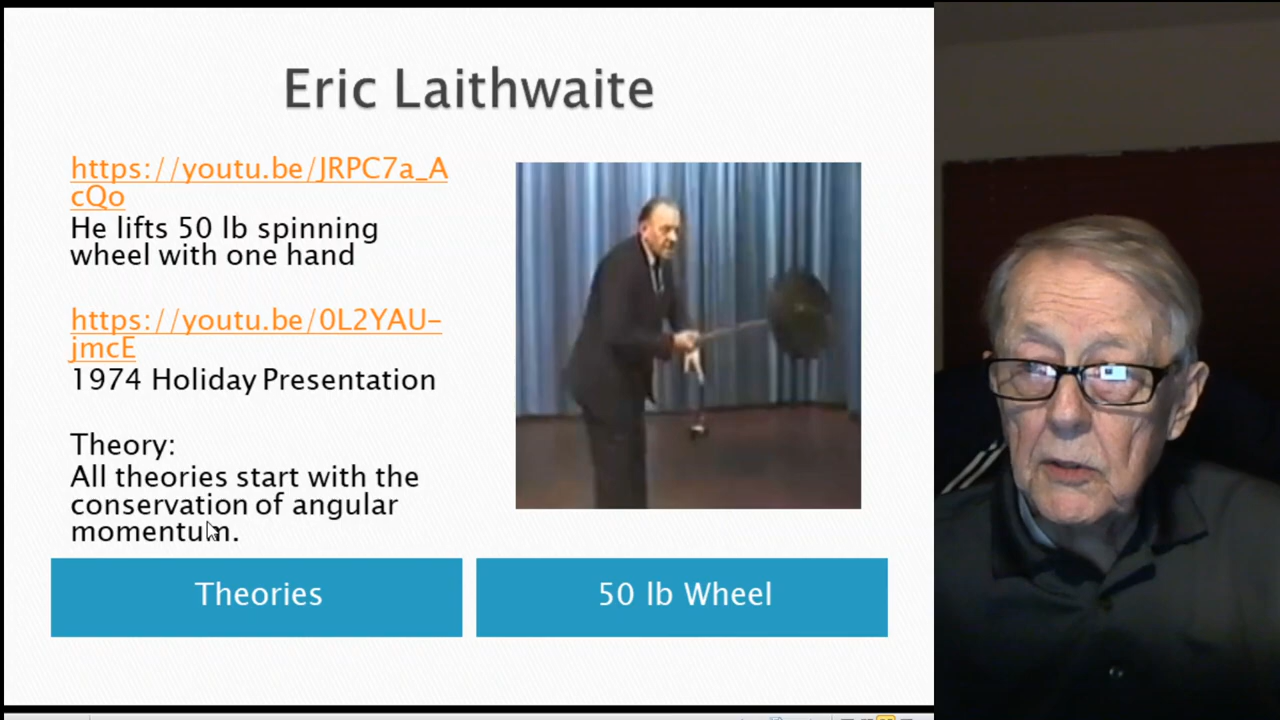 Eric Laithwaite
https://youtu.be/JRPC7a_A
cQo
He lifts 50 lb spinning
wheel with one hand
https://youtu.be/0L2YAU-
jmcE
1974 Holiday Presentation
Theory:
All theories start with the
conservation of angular
momentum.
Theories
50 lb Wheel